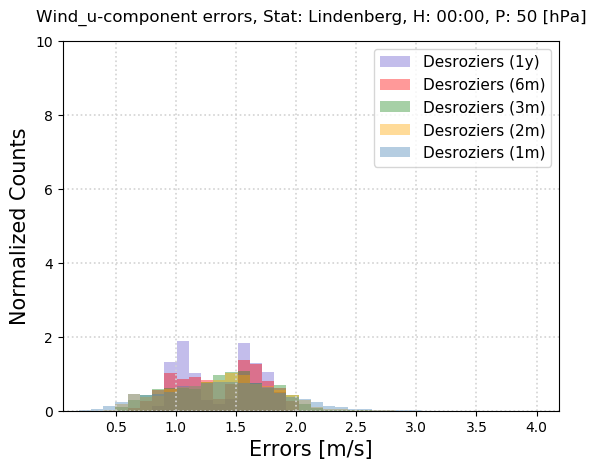 Wind_u-component errors, Stat: Lindenberg, H: 00:00, P: 50 [hPa]
10
8
6
4
2
0
Normalized Counts
Desroziers (1y)
Desroziers (6m)
Desroziers (3m)
Desroziers (2m)
Desroziers (1m)
0.5 1.0 1.5 2.0 2.5 3.0 3.5 4.0
Errors [m/s]